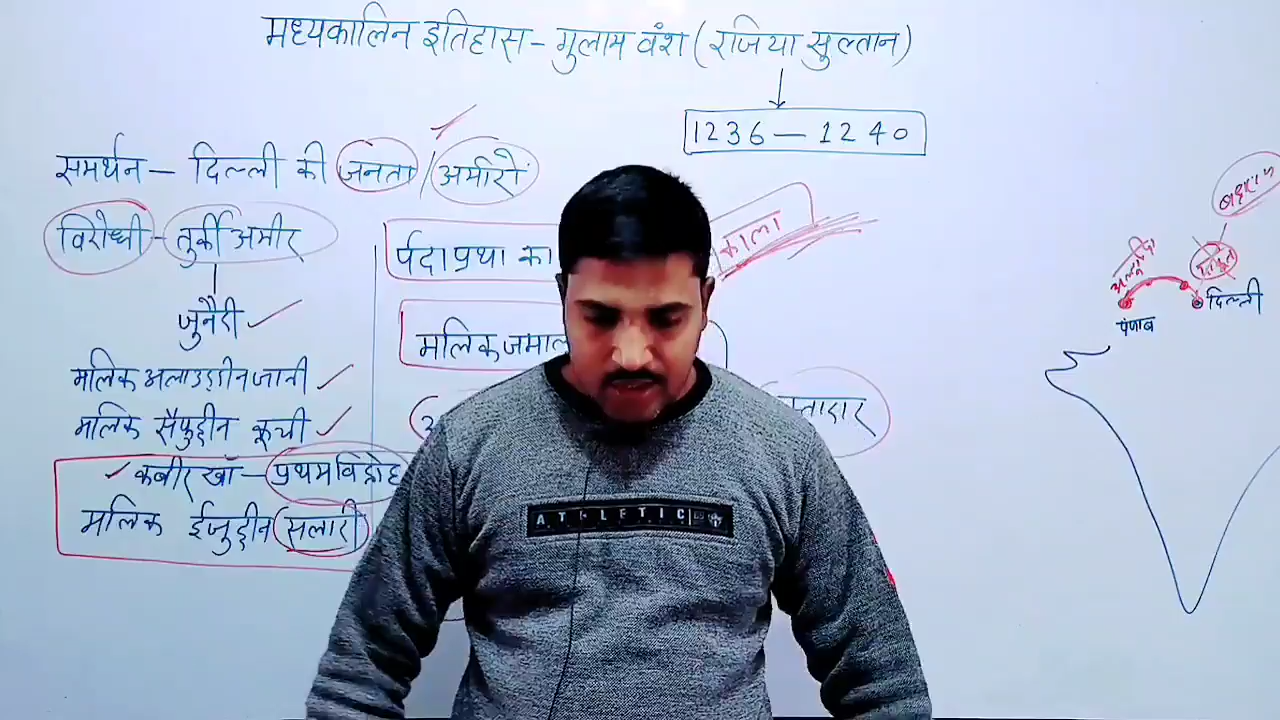 मध्यकालिन इतिहास - गुलाम वंश (रजिया सुल्तान)
1236 — 1240
समर्थन — दिल्ली की जनता / अमीरों
विरोधी - तुर्की अमीर
जुनैरी
मलिक अलाउद्दीन जानी
मलिक सैफुद्दीन कूची
कबीर खाँ — प्रथम विद्रोह
मलिक ईजुद्दीन सलारी
र्पदाप्रथा का
काला
मलिक जमाल
ATHLETIC
पंजाब
दिल्ली